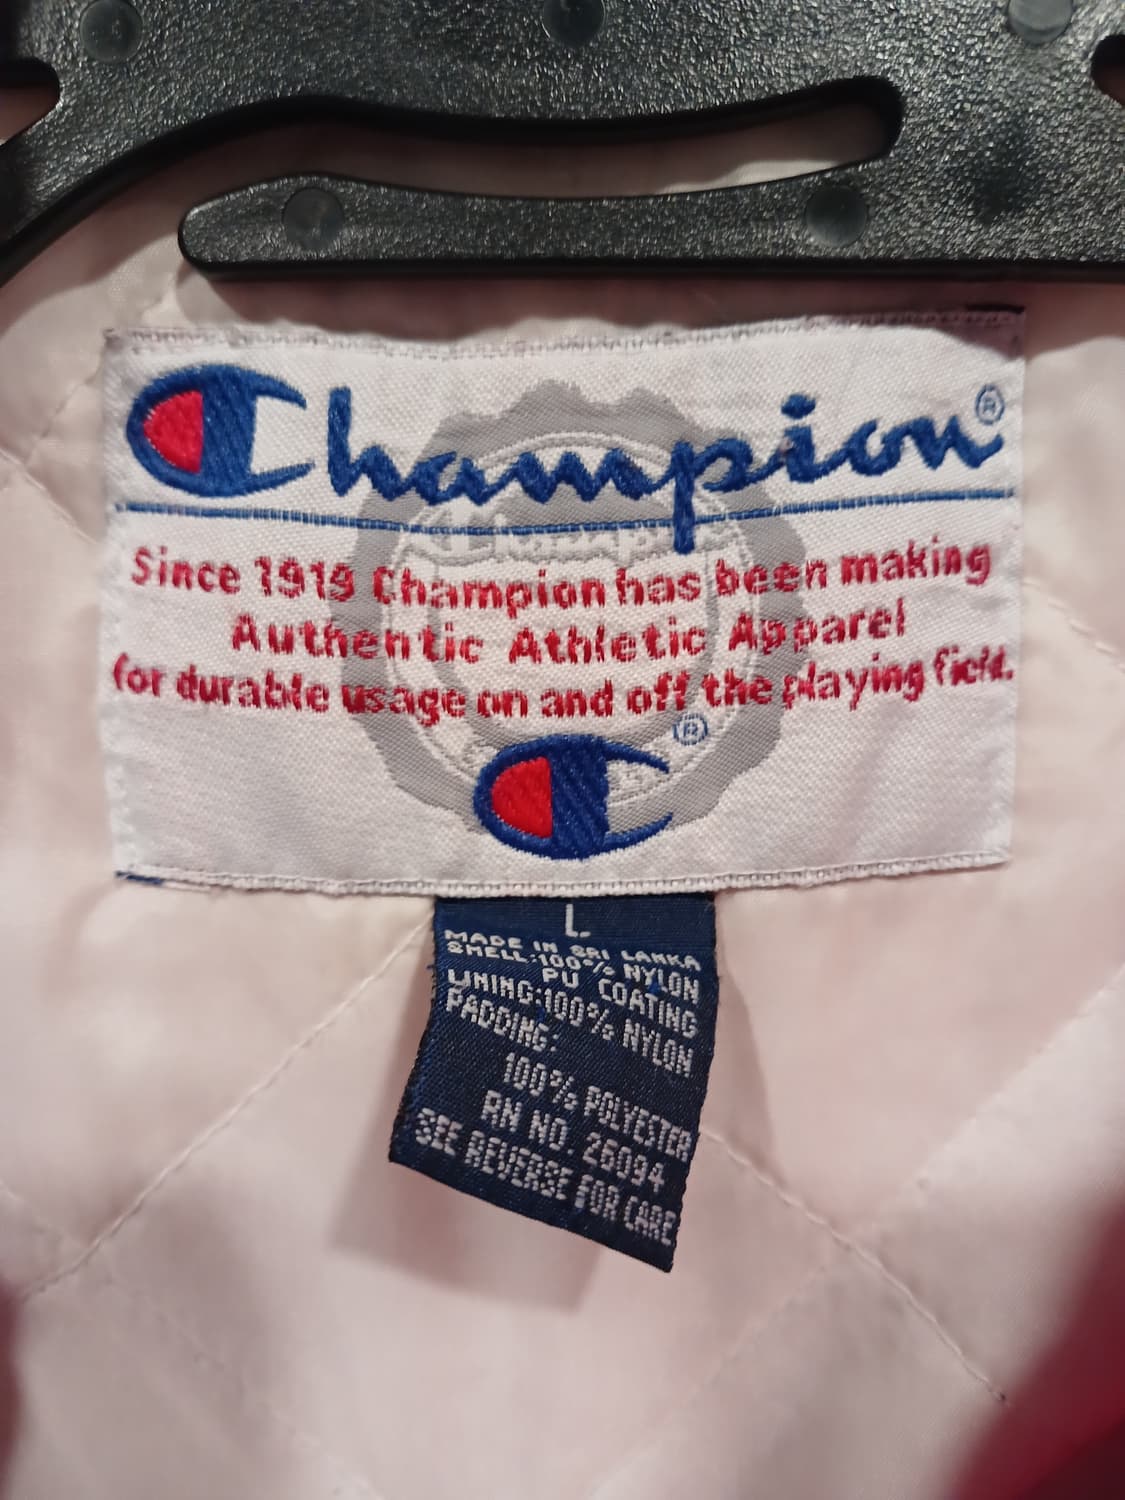 Champion®
Since 1919 Champion has been making
Authentic Athletic Apparel
for durable usage on and off the playing field.
®
L
MADE IN SRI LANKA
SHELL:100% NYLON
PU COATING
LINING:100% NYLON
PADDING:
100% POLYESTER
RN NO. 26094
SEE REVERSE FOR CARE